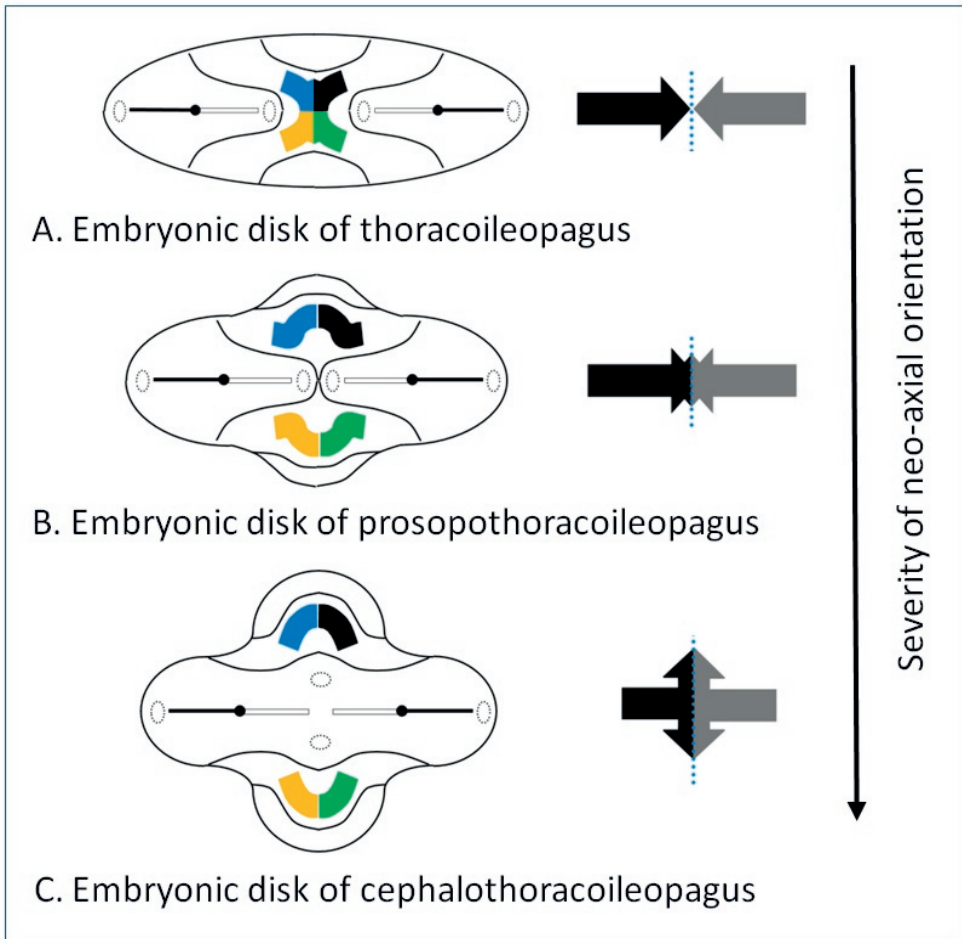 A. Embryonic disk of thoracoileopagus
B. Embryonic disk of prosopothoracoileopagus
C. Embryonic disk of cephalothoracoileopagus
Severity of neo-axial orientation